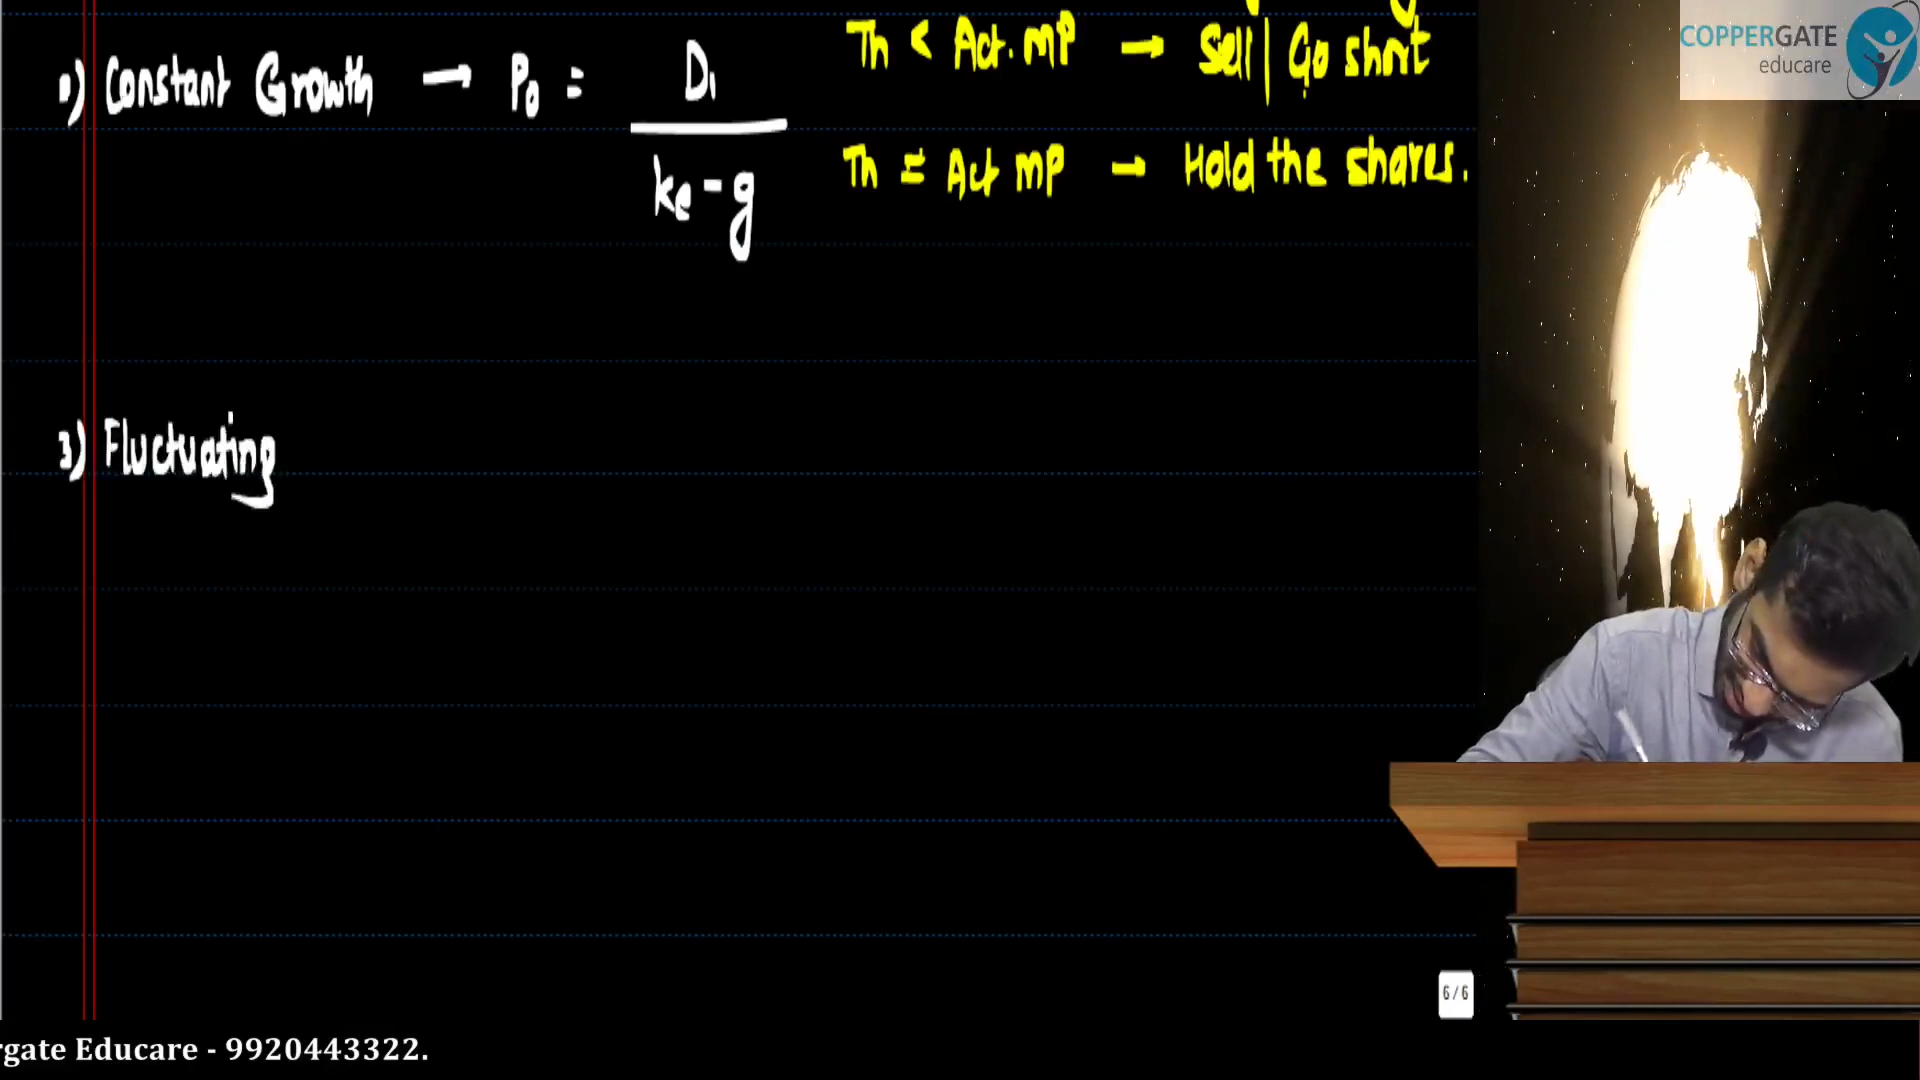 2) Constant Growth → P0 = D1 / ke - g
Th < Act. MP → Sell | Go short
Th = Act MP → Hold the shares.
3) Fluctuating
COPPERGATE
educare
6/6
rgate Educare - 9920443322.